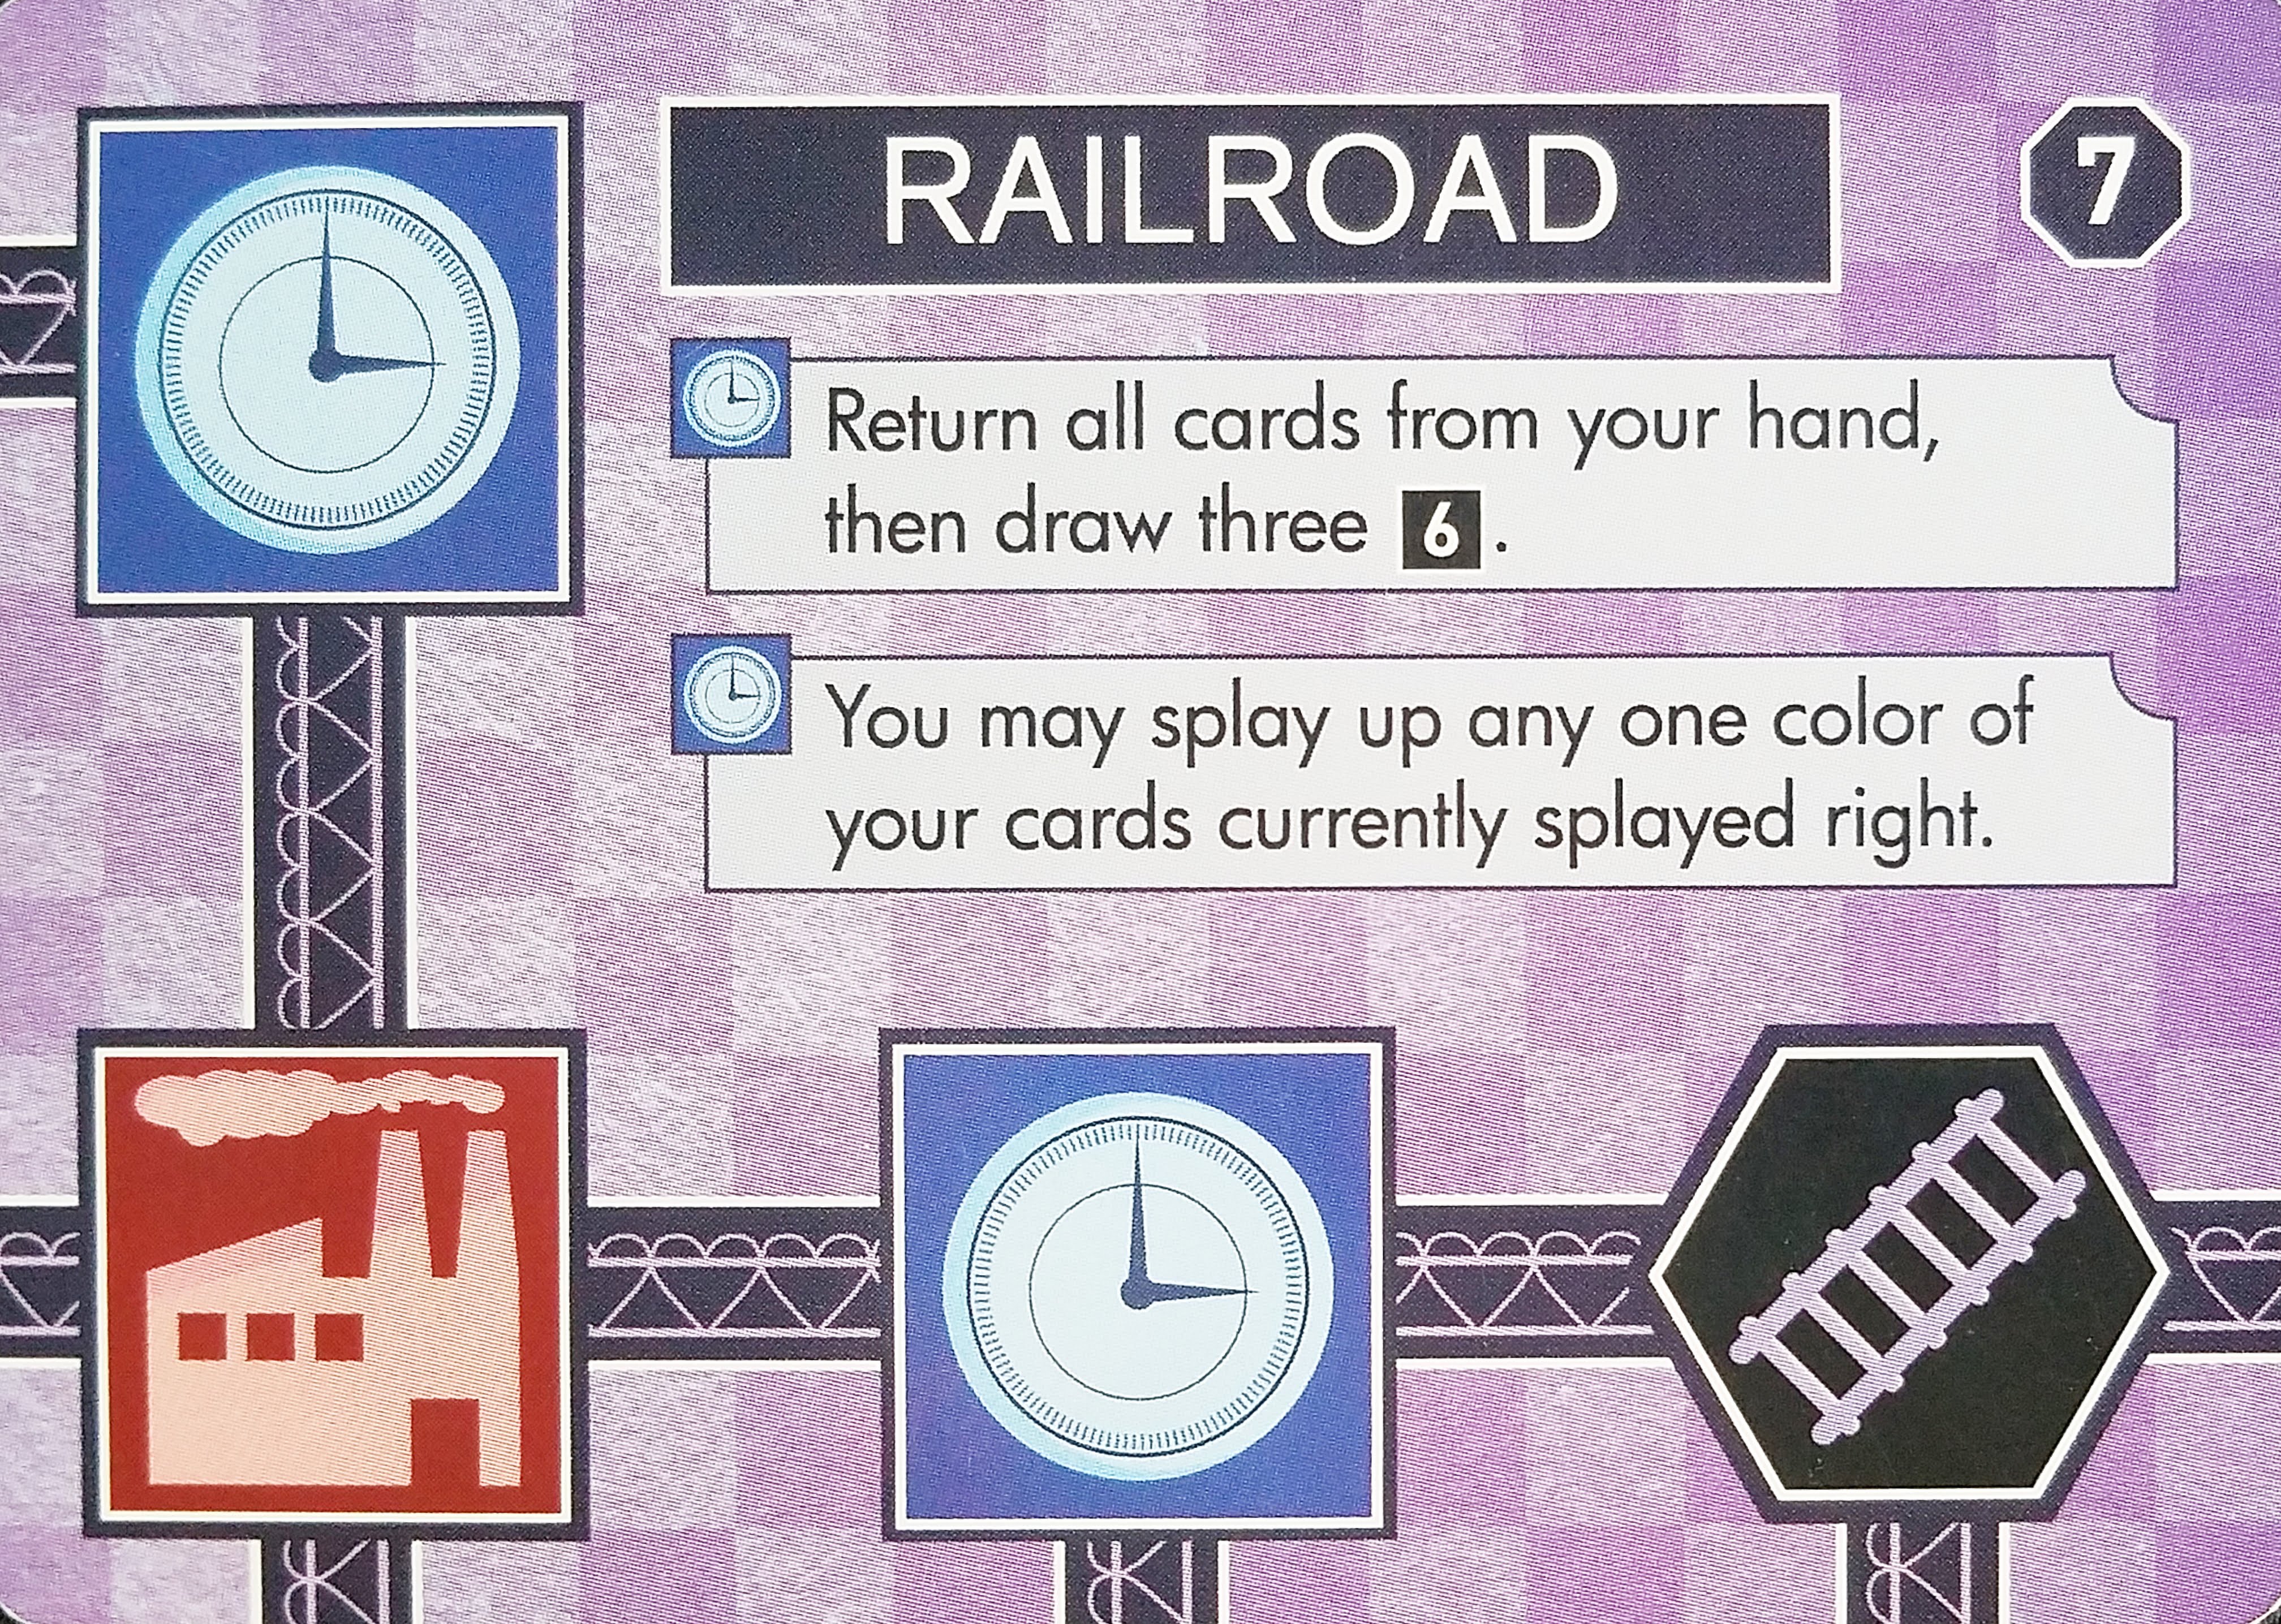 RAILROAD
7
Return all cards from your hand,
then draw three 6.
You may splay up any one color of
your cards currently splayed right.